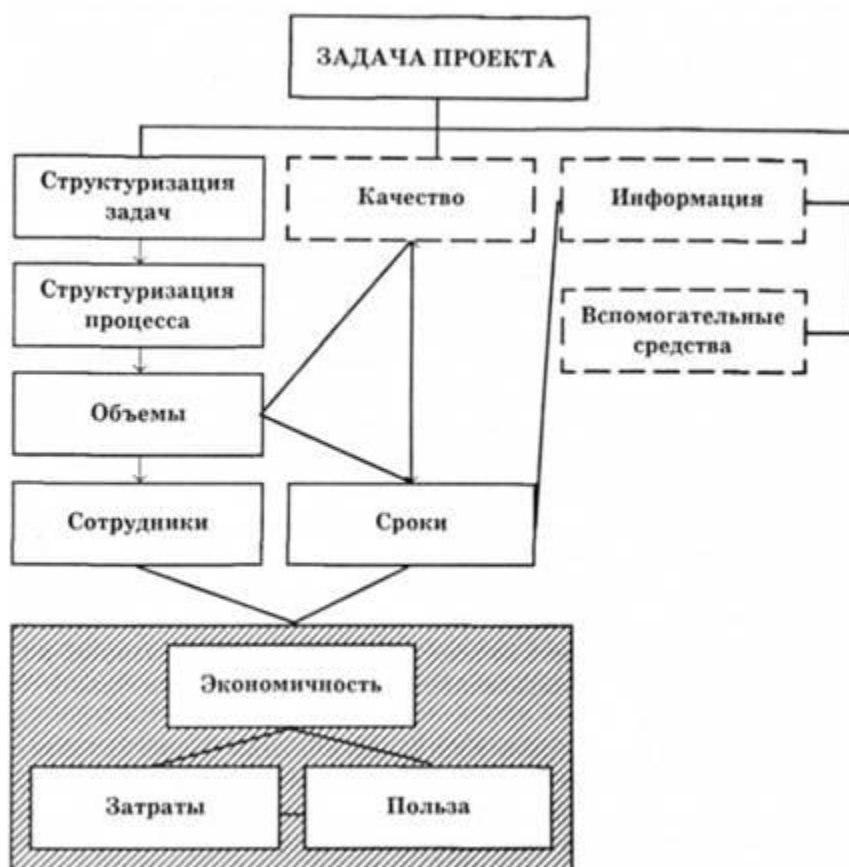 ЗАДАЧА ПРОЕКТА
Структуризация
задач
Качество
Информация
Структуризация
процесса
Вспомогательные
средства
Объемы
Сотрудники
Сроки
Экономичность
Затраты
Польза